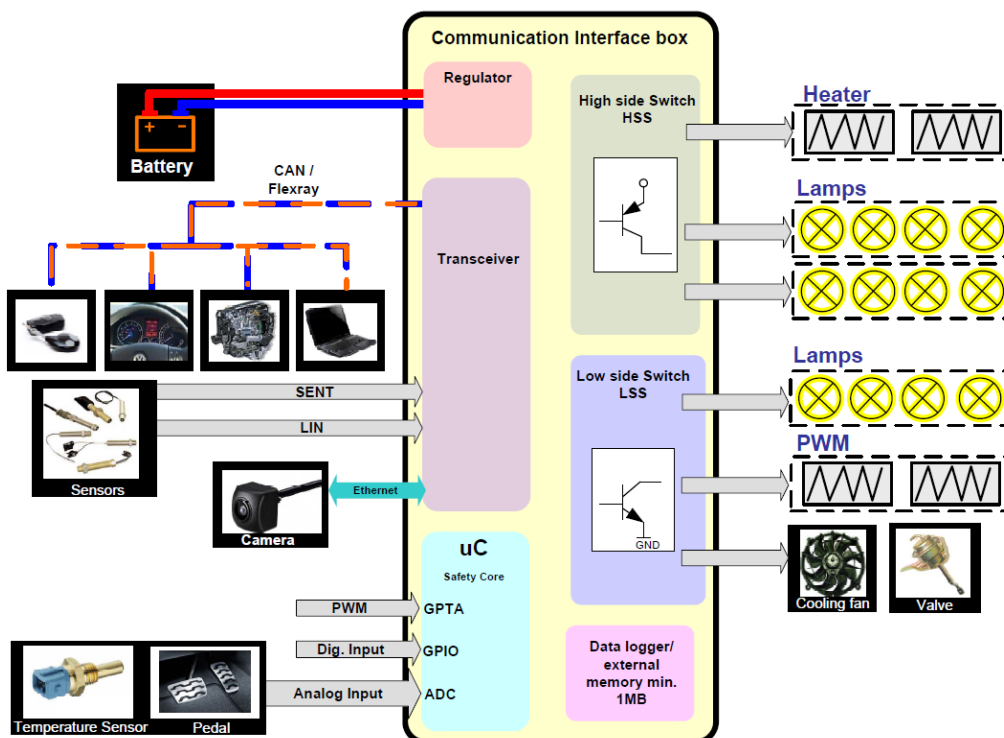 Communication Interface box
Regulator
High side Switch
HSS
Heater
+ −
Battery
CAN /
Flexray
Lamps
Transceiver
Low side Switch
LSS
Lamps
SENT
LIN
PWM
Sensors
Ethernet
Camera
GND
uC
Safety Core
Cooling fan
Valve
PWM
GPTA
Dig. Input
GPIO
Data logger/
external
memory min.
1MB
Analog Input
ADC
Temperature Sensor
Pedal